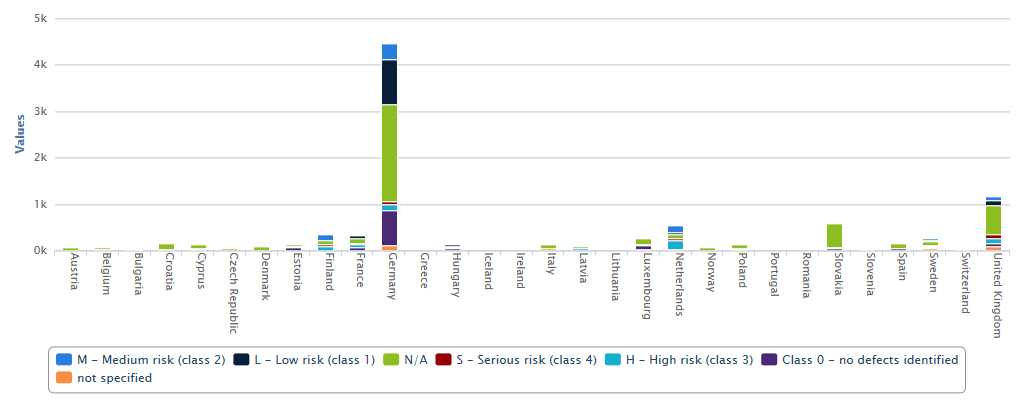 5k
4k
3k
2k
1k
0k
Values
Austria
Belgium
Bulgaria
Croatia
Cyprus
Czech Republic
Denmark
Estonia
Finland
France
Germany
Greece
Hungary
Iceland
Ireland
Italy
Latvia
Lithuania
Luxembourg
Netherlands
Norway
Poland
Portugal
Romania
Slovakia
Slovenia
Spain
Sweden
Switzerland
United Kingdom
M - Medium risk (class 2) L - Low risk (class 1) N/A S - Serious risk (class 4) H - High risk (class 3) Class 0 - no defects identified
not specified